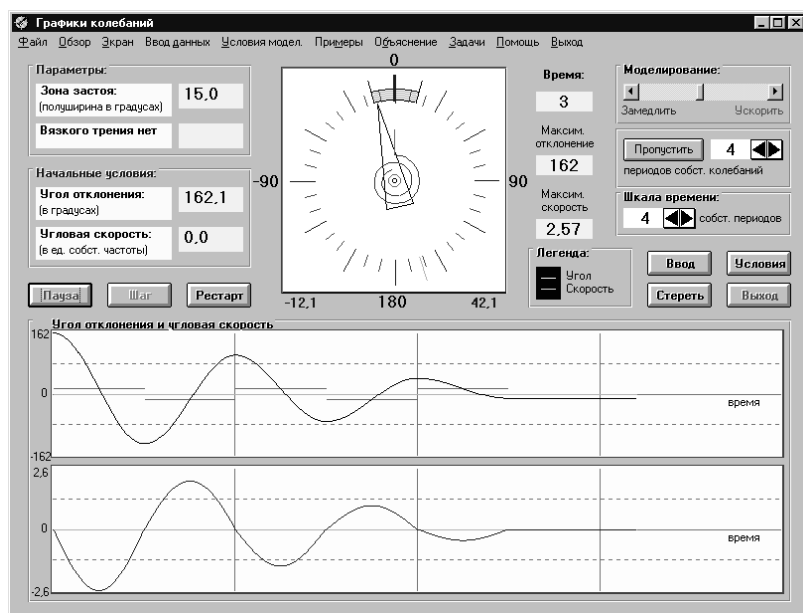 Графики колебаний
Файл Обзор Экран Ввод данных Условия модел. Примеры Объяснение Задачи Помощь Выход
Параметры:
Зона застоя:
(полуширина в градусах)
15,0
Вязкого трения нет
Начальные условия:
Угол отклонения:
(в градусах)
162,1
Угловая скорость:
(в ед. собст. частоты)
0,0
Пауза Шаг Рестарт
0
-90
90
-12,1 180 42,1
Время:
3
Максим.
отклонение
162
Максим.
скорость
2,57
Моделирование:
Замедлить Ускорить
Пропустить 4
периодов собст. колебаний
Шкала времени:
4 собст. периодов
Легенда:
Угол
Скорость
Ввод Условия
Стереть Выход
Угол отклонения и угловая скорость
162
0
-162
время
2,6
0
-2,6
время